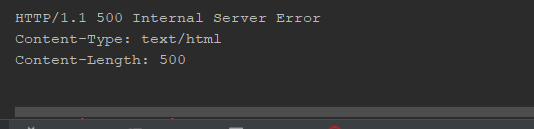 HTTP/1.1 500 Internal Server Error
Content-Type: text/html
Content-Length: 500